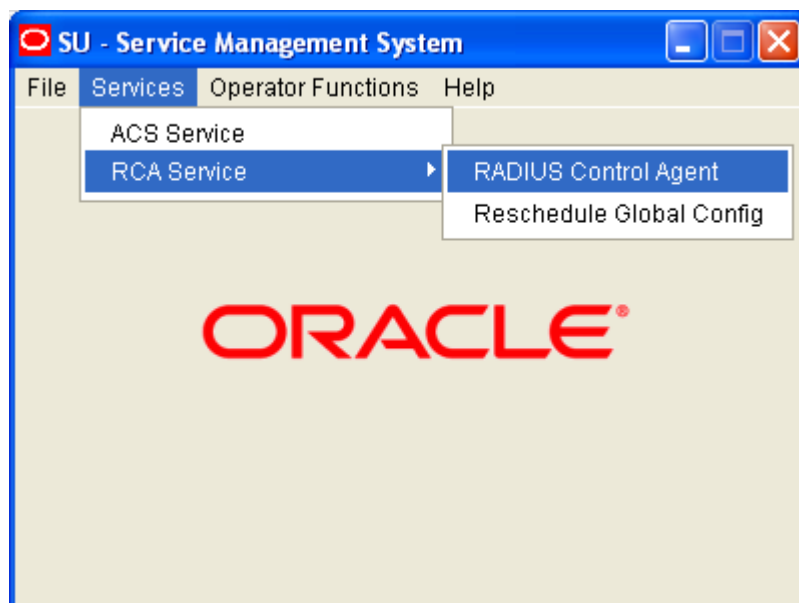 SU - Service Management System
File Services Operator Functions Help
ACS Service
RCA Service
RADIUS Control Agent
Reschedule Global Config
ORACLE®